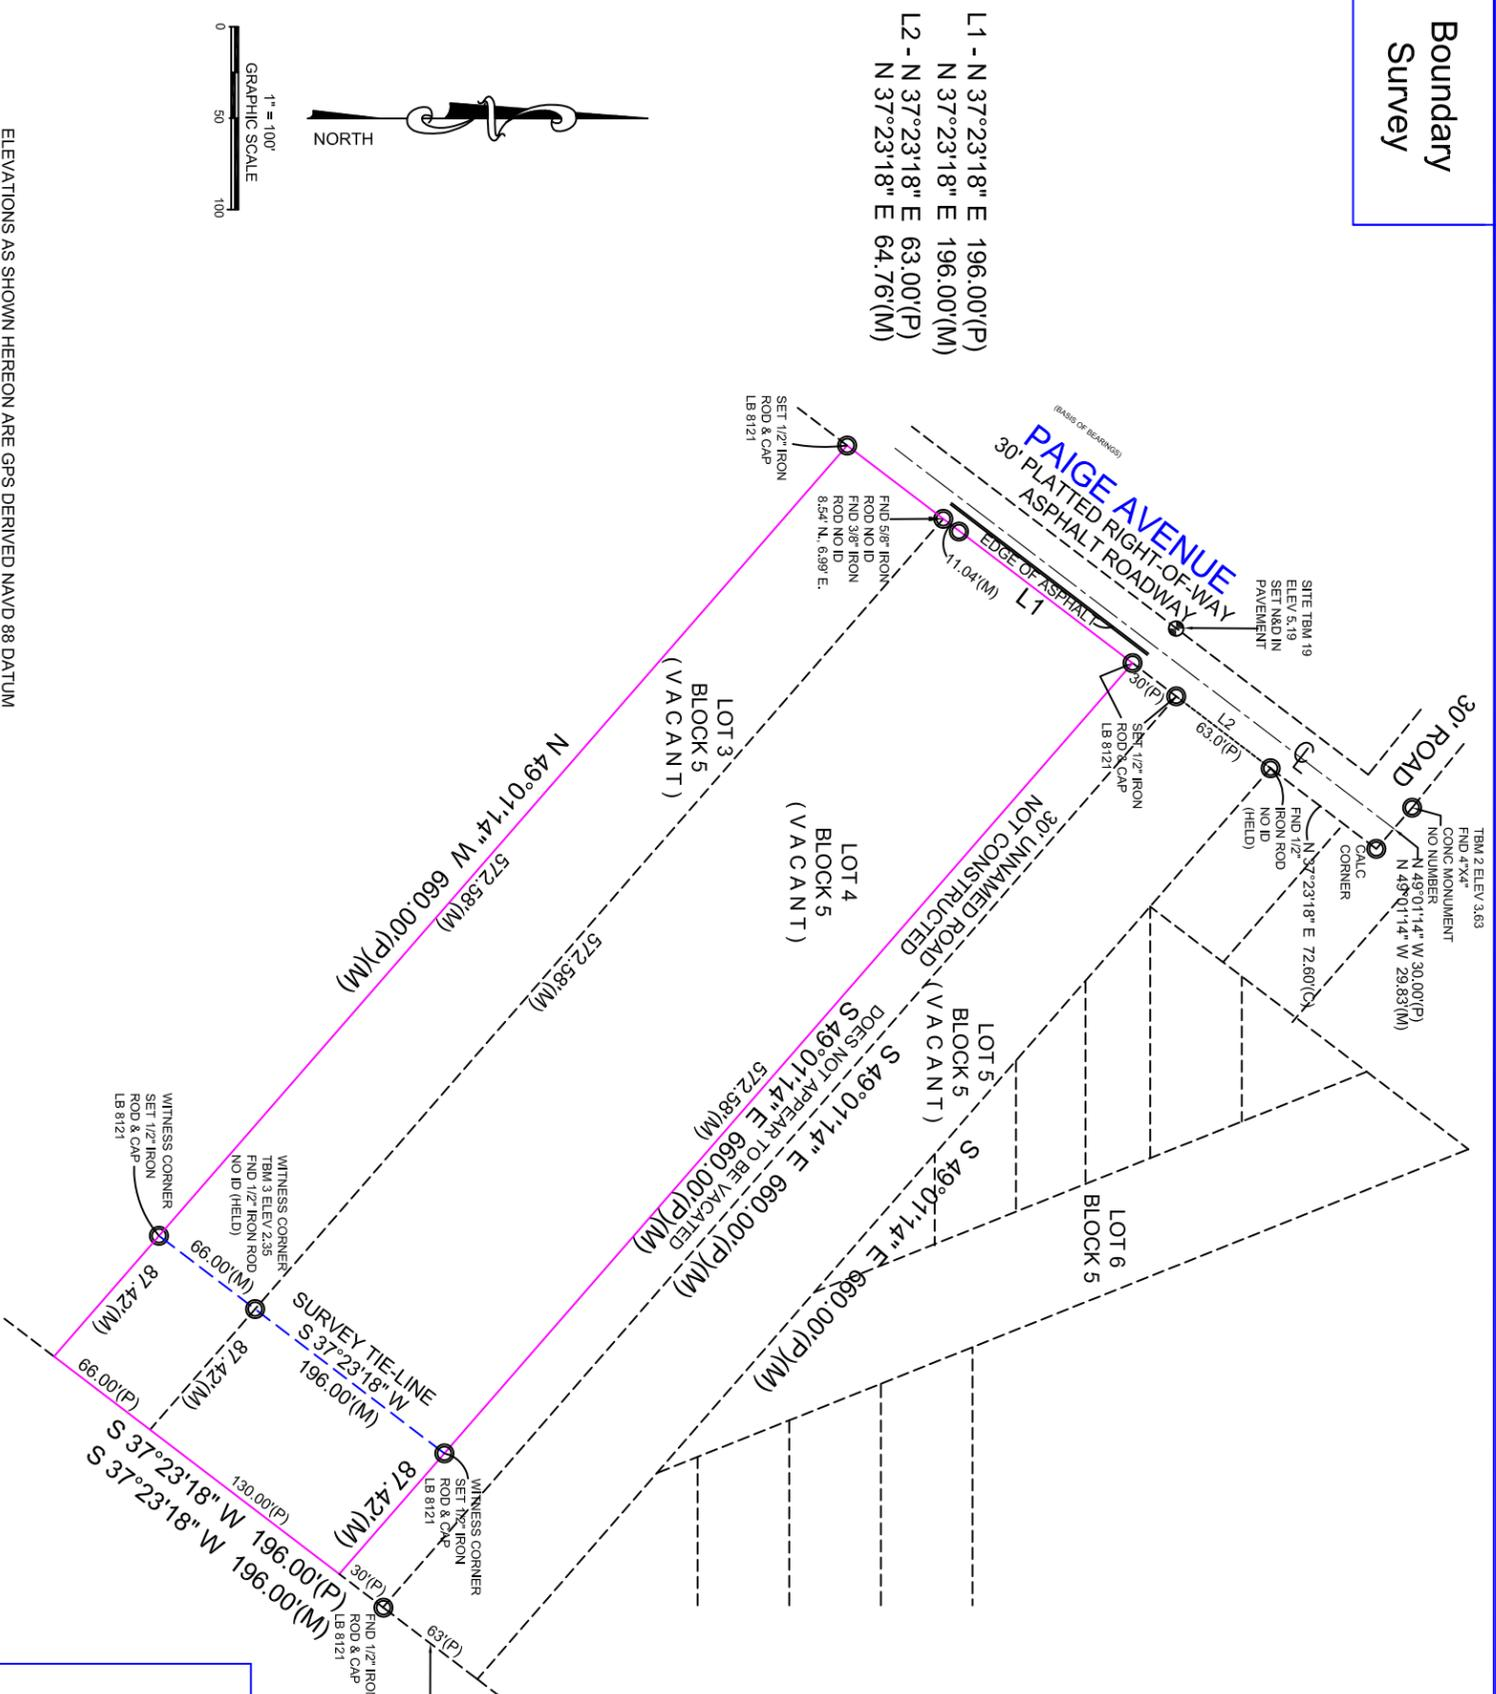 Boundary
Survey
L1 - N 37°23'18" E 196.00'(P)
N 37°23'18" E 196.00'(M)
L2 - N 37°23'18" E 63.00'(P)
N 37°23'18" E 64.76'(M)
NORTH
1" = 100'
GRAPHIC SCALE
0 50 100
ELEVATIONS AS SHOWN HEREON ARE GPS DERIVED NAVD 88 DATUM
(BASIS OF BEARINGS)
PAIGE AVENUE
30' PLATTED RIGHT-OF-WAY
ASPHALT ROADWAY
EDGE OF ASPHALT
L1
11.04'(M)
SET 1/2" IRON
ROD & CAP
LB 8121
FND 5/8" IRON
ROD NO ID
FND 3/8" IRON
ROD NO ID
8.54' N., 6.99' E.
SITE TBM 19
ELEV 5.19
SET N&D IN
PAVEMENT
30' ROAD
TBM 2 ELEV 3.63
FND 4"X4"
CONC MONUMENT
NO NUMBER
N 49°01'14" W 30.00'(P)
N 49°01'14" W 29.83'(M)
CALC
CORNER
N 37°23'18" E 72.60'(C)
FND 1/2"
IRON ROD
NO ID
(HELD)
L2
63.0'(P)
30'(P)
SET 1/2" IRON
ROD & CAP
LB 8121
LOT 3
BLOCK 5
(VACANT)
LOT 4
BLOCK 5
(VACANT)
LOT 5
BLOCK 5
(VACANT)
LOT 6
BLOCK 5
30' UNNAMED ROAD
NOT CONSTRUCTED
DOES NOT APPEAR TO BE VACATED
N 49°01'14" W 660.00'(P)(M)
572.58'(M)
572.58'(M)
S 49°01'14" E 660.00'(P)(M)
572.58'(M)
S 49°01'14" E 660.00'(P)(M)
S 49°01'14" E 660.00'(P)(M)
WITNESS CORNER
SET 1/2" IRON
ROD & CAP
LB 8121
WITNESS CORNER
TBM 3 ELEV 2.35
FND 1/2" IRON ROD
NO ID (HELD)
66.00'(M)
SURVEY TIE-LINE
S 37°23'18" W
196.00'(M)
87.42'(M)
87.42'(M)
87.42'(M)
WITNESS CORNER
SET 1/2" IRON
ROD & CAP
LB 8121
66.00'(P)
130.00'(P)
S 37°23'18" W 196.00'(P)
S 37°23'18" W 196.00'(M)
30'(P)
FND 1/2"
ROD & CAP
LB 8121
63'(P)